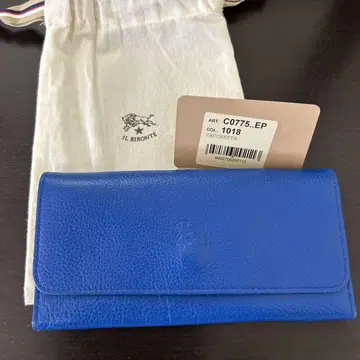 IL BISONTE
ART. C0775..EP
COL. 1018
VACCHETTA